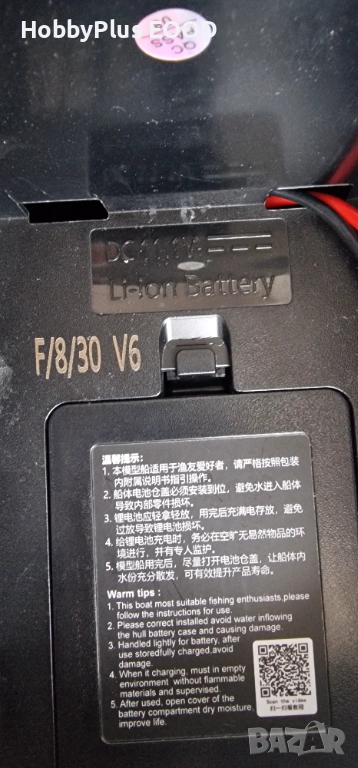 HobbyPlus EOOD
DC 11.1V
Li-ion Battery
F/8/30 V6
温馨提示:
1. 本模型船适用于渔友爱好者，请严格按照包装
内附属说明书指引操作。
2. 船体电池仓盖必须安装到位，避免水进入船体
导致内部零件损坏。
3. 锂电池应轻拿轻放，用完后充满电存放，避免
过放导致锂电池损坏。
4. 给锂电池充电时，务必在空旷无易然物品的环
境进行，并有专人监护。
5. 模型船用完后，尽量打开电池仓盖，让船体内
水份充分散发，可有效提升产品寿命。
Warm tips :
1. This boat most suitable fishing enthusiasts,please
follow the instructions for use.
2. Please correct installed avoid water inflowing
the hull battery case and causing damage.
3. Handled lightly for battery, after
use storedfully charged,avoid
damage.
4. When it charging, must in empty
environment without flammable
materials and supervised.
5. After used, open cover of the
battery compartment dry moisture,
improve lifes
Scan the video
扫一扫看教程
BAZAR